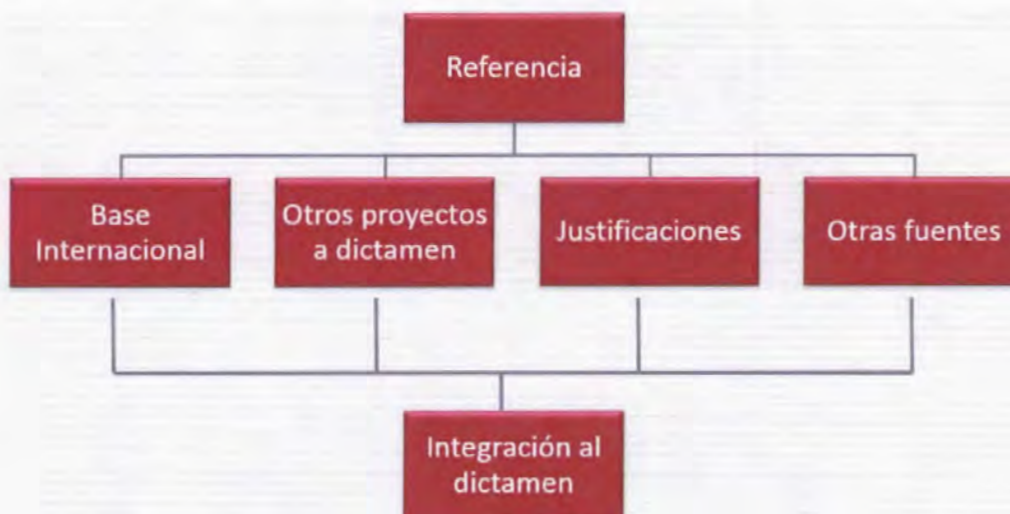 Referencia
Base
Internacional
Otros proyectos
a dictamen
Justificaciones
Otras fuentes
Integración al
dictamen